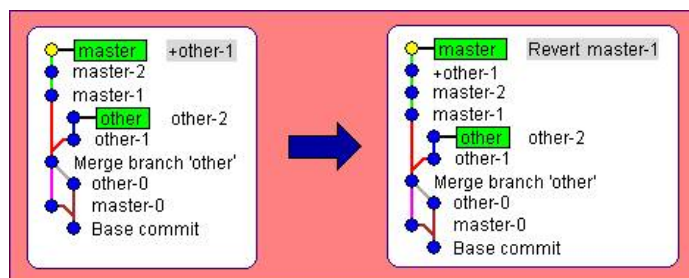 master +other-1
master-2
master-1
other other-2
other-1
Merge branch 'other'
other-0
master-0
Base commit
master Revert master-1
+other-1
master-2
master-1
other other-2
other-1
Merge branch 'other'
other-0
master-0
Base commit